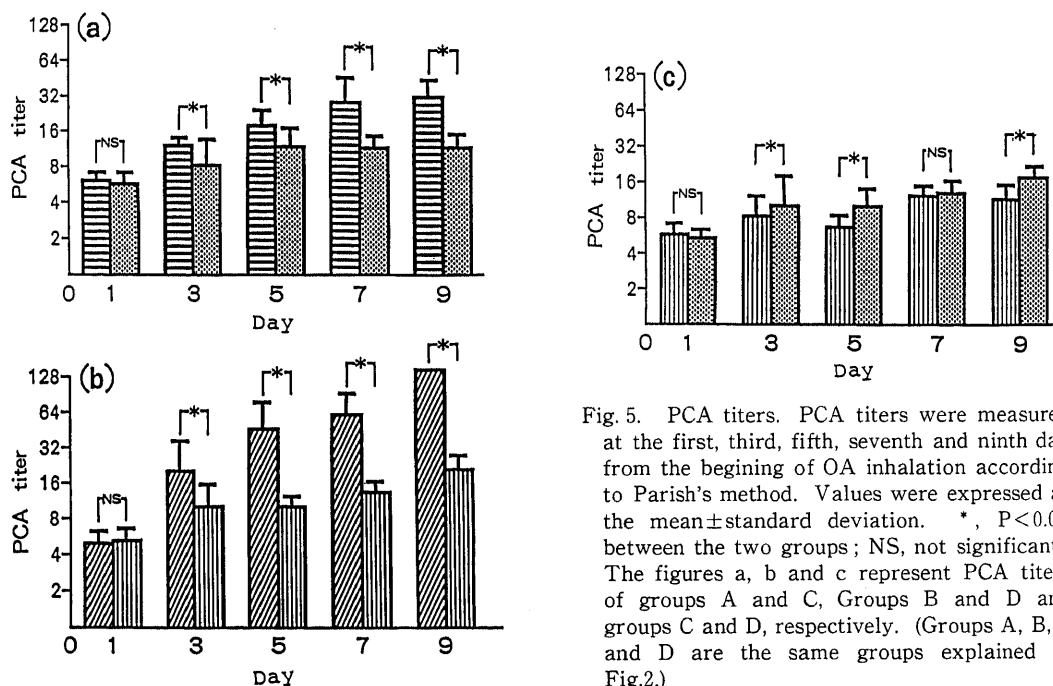 (a)
128
64
32
16
8
4
2
0
PCA titer
NS
*
*
*
*
1 3 5 7 9
Day
(b)
128
64
32
16
8
4
2
0
PCA titer
NS
*
*
*
*
1 3 5 7 9
Day
(c)
128
64
32
16
8
4
2
0
PCA titer
NS
*
*
NS
*
1 3 5 7 9
Day
Fig. 5. PCA titers. PCA titers were measure
at the first, third, fifth, seventh and ninth da
from the begining of OA inhalation accordin
to Parish's method. Values were expressed a
the mean±standard deviation. *, P<0.0
between the two groups; NS, not significant
The figures a, b and c represent PCA tite
of groups A and C, Groups B and D an
groups C and D, respectively. (Groups A, B,
and D are the same groups explained
Fig.2.)